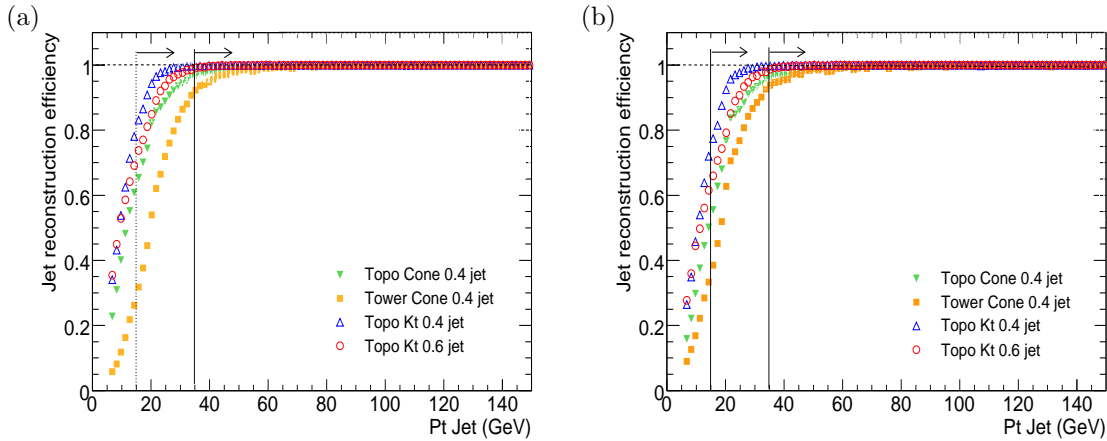 (a)
Jet reconstruction efficiency
1
0.8
0.6
0.4
0.2
0
Topo Cone 0.4 jet
Tower Cone 0.4 jet
Topo Kt 0.4 jet
Topo Kt 0.6 jet
0 20 40 60 80 100 120 140
Pt Jet (GeV)
(b)
Jet reconstruction efficiency
1
0.8
0.6
0.4
0.2
0
Topo Cone 0.4 jet
Tower Cone 0.4 jet
Topo Kt 0.4 jet
Topo Kt 0.6 jet
0 20 40 60 80 100 120 140
Pt Jet (GeV)